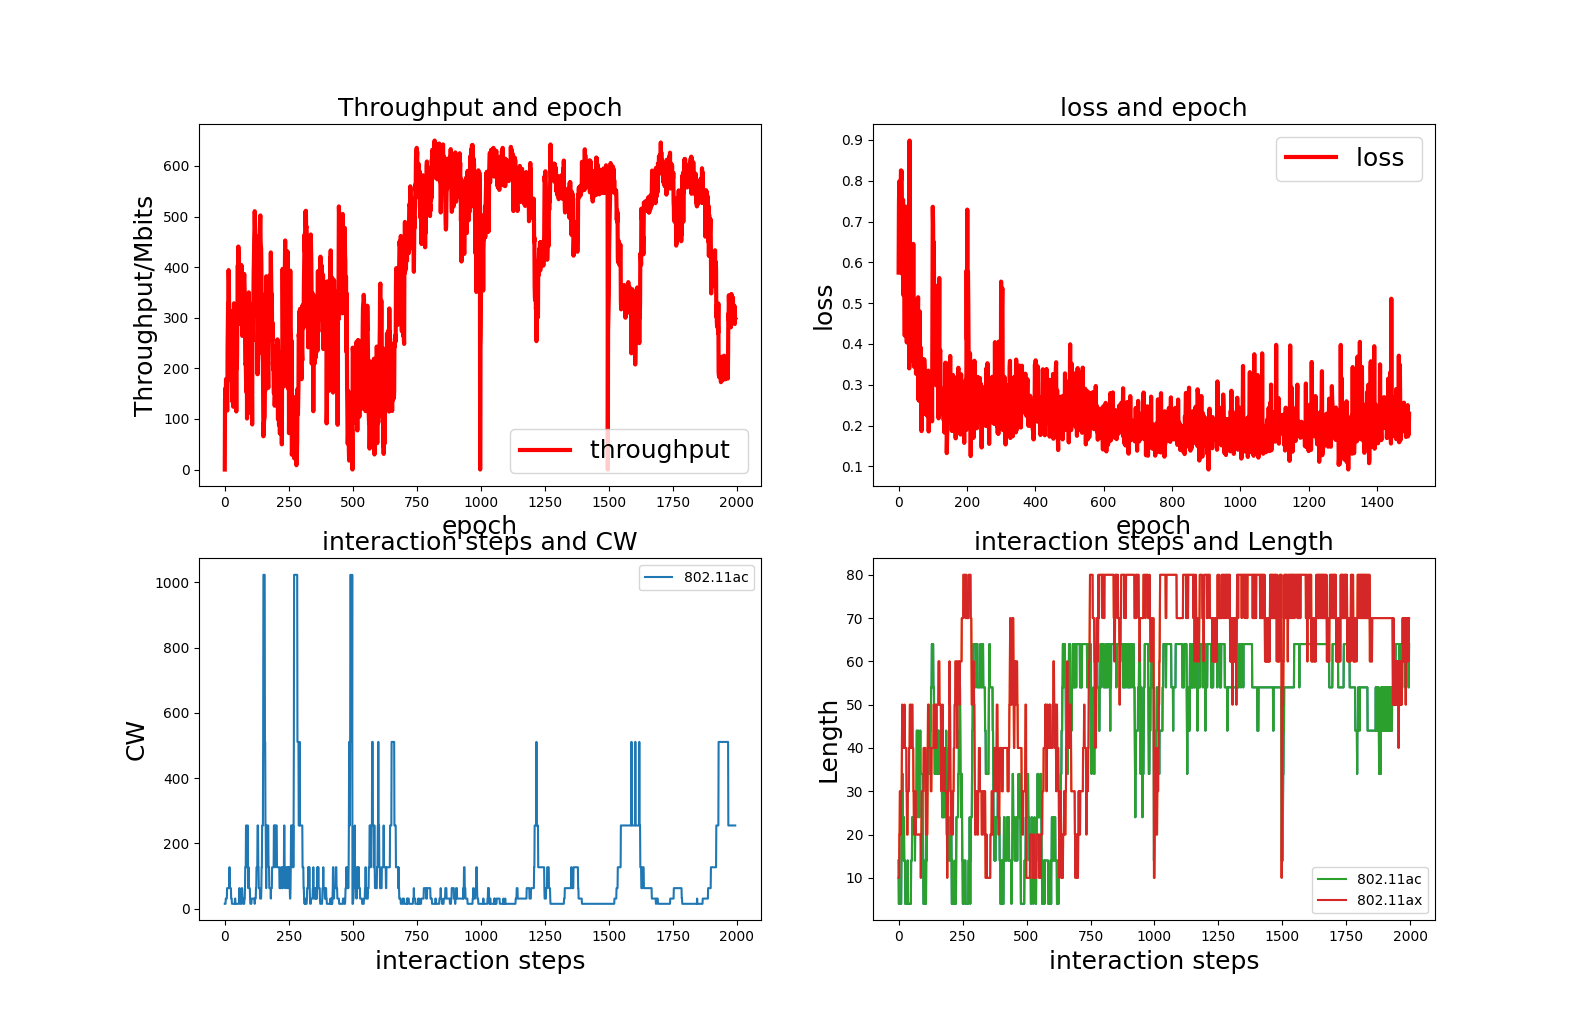 Throughput and epoch
Throughput/Mbits
600
500
400
300
200
100
0
throughput
0 250 500 750 1000 1250 1500 1750 2000
epoch
loss and epoch
loss
0.9
0.8
0.7
0.6
0.5
0.4
0.3
0.2
0.1
loss
0 200 400 600 800 1000 1200 1400
epoch
interaction steps and CW
CW
1000
800
600
400
200
0
802.11ac
0 250 500 750 1000 1250 1500 1750 2000
interaction steps
interaction steps and Length
Length
80
70
60
50
40
30
20
10
802.11ac
802.11ax
0 250 500 750 1000 1250 1500 1750 2000
interaction steps